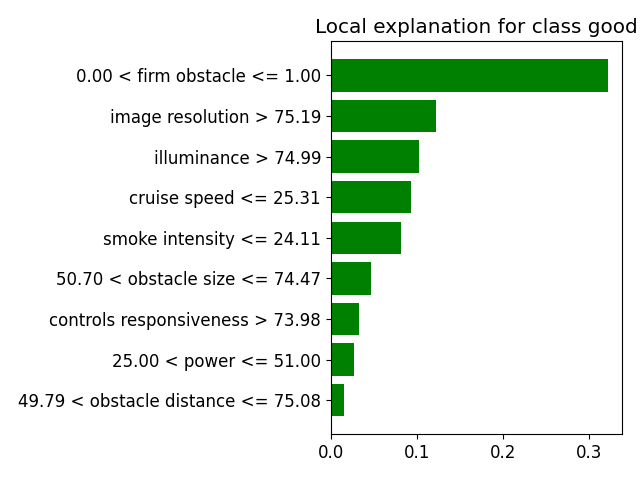 Local explanation for class good
0.00 < firm obstacle <= 1.00
image resolution > 75.19
illuminance > 74.99
cruise speed <= 25.31
smoke intensity <= 24.11
50.70 < obstacle size <= 74.47
controls responsiveness > 73.98
25.00 < power <= 51.00
49.79 < obstacle distance <= 75.08
0.0 0.1 0.2 0.3